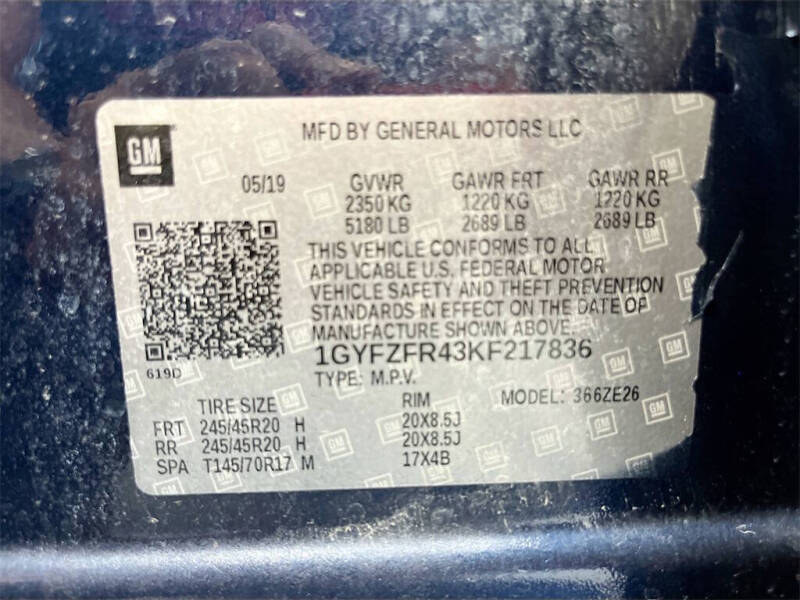 GM
MFD BY GENERAL MOTORS LLC
05/19 GVWR GAWR FRT GAWR RR
2350 KG 1220 KG 1220 KG
5180 LB 2689 LB 2689 LB
THIS VEHICLE CONFORMS TO ALL
APPLICABLE U.S. FEDERAL MOTOR
VEHICLE SAFETY AND THEFT PREVENTION
STANDARDS IN EFFECT ON THE DATE OF
MANUFACTURE SHOWN ABOVE.
1GYFZFR43KF217836
619D
TYPE: M.P.V.
TIRE SIZE RIM MODEL: 366ZE26
FRT 245/45R20 H 20X8.5J
RR 245/45R20 H 20X8.5J
SPA T145/70R17 M 17X4B